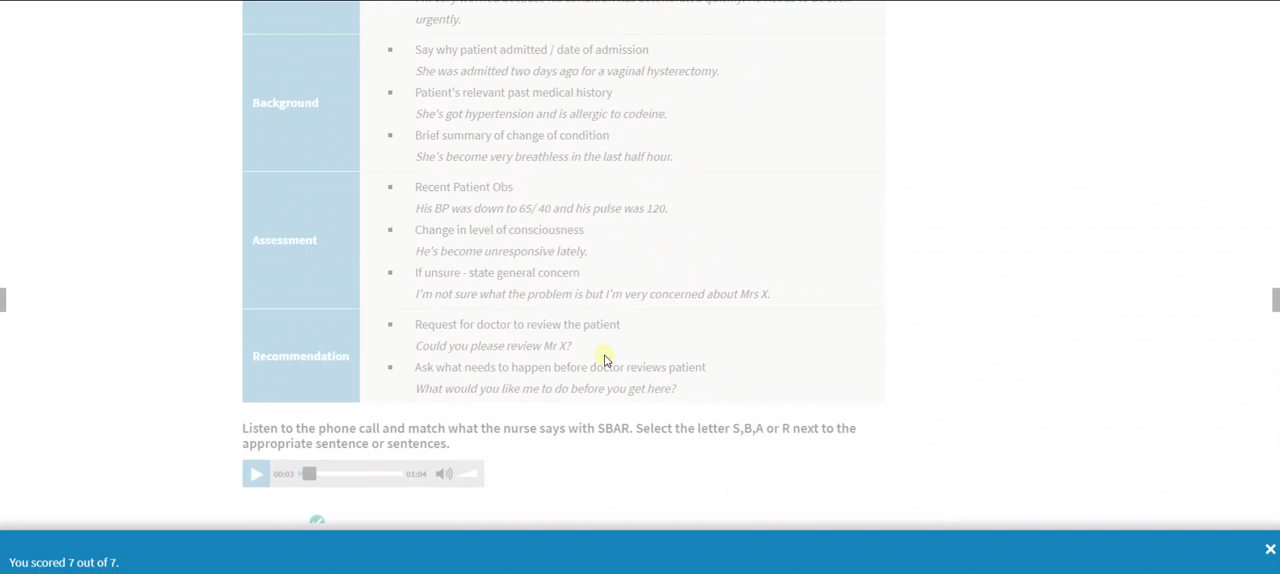 urgently.
Background
Say why patient admitted / date of admission
She was admitted two days ago for a vaginal hysterectomy.
Patient's relevant past medical history
She's got hypertension and is allergic to codeine.
Brief summary of change of condition
She's become very breathless in the last half hour.
Assessment
Recent Patient Obs
His BP was down to 65/ 40 and his pulse was 120.
Change in level of consciousness
He's become unresponsive lately.
If unsure - state general concern
I'm not sure what the problem is but I'm very concerned about Mrs X.
Recommendation
Request for doctor to review the patient
Could you please review Mr X?
Ask what needs to happen before doctor reviews patient
What would you like me to do before you get here?
Listen to the phone call and match what the nurse says with SBAR. Select the letter S,B,A or R next to the
appropriate sentence or sentences.
00:03 01:04
You scored 7 out of 7.